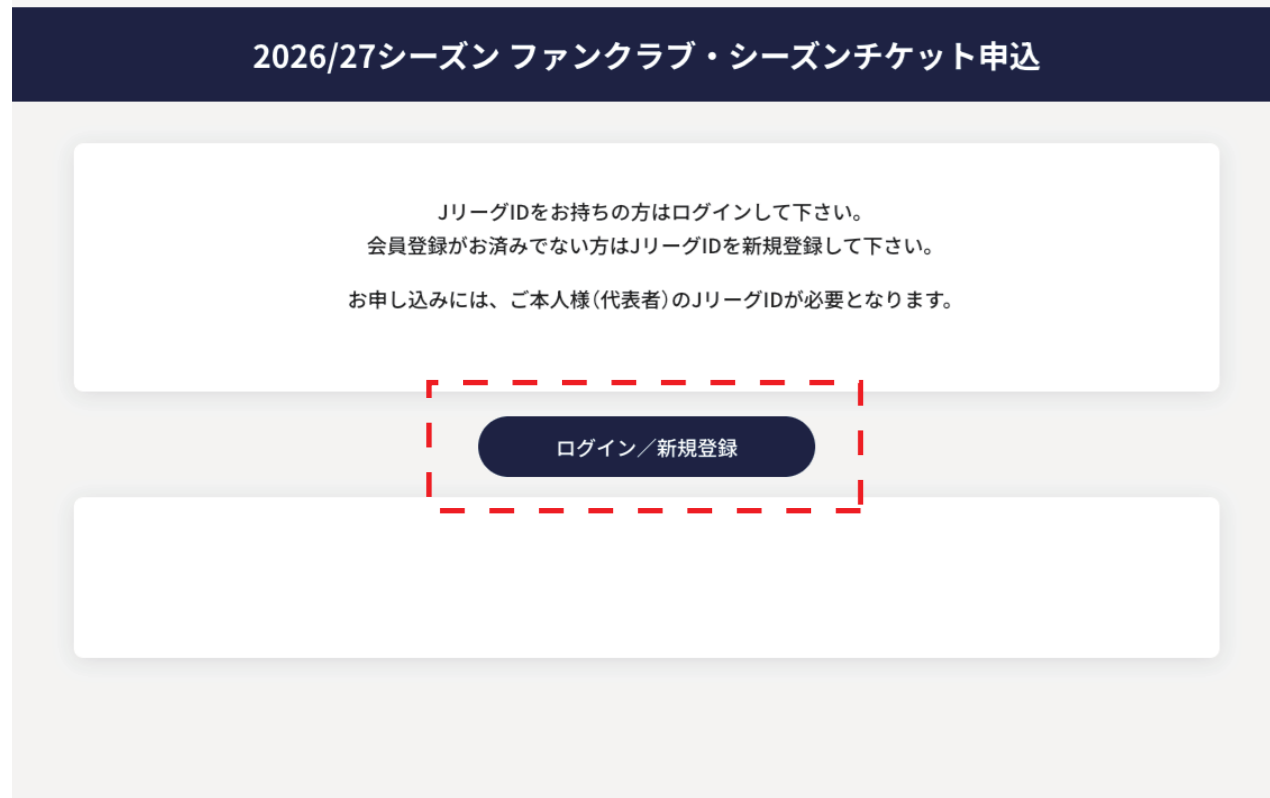 2026/27シーズン ファンクラブ・シーズンチケット申込
JリーグIDをお持ちの方はログインして下さい。
会員登録がお済みでない方はJリーグIDを新規登録して下さい。
お申し込みには、ご本人様（代表者）のJリーグIDが必要となります。
ログイン／新規登録